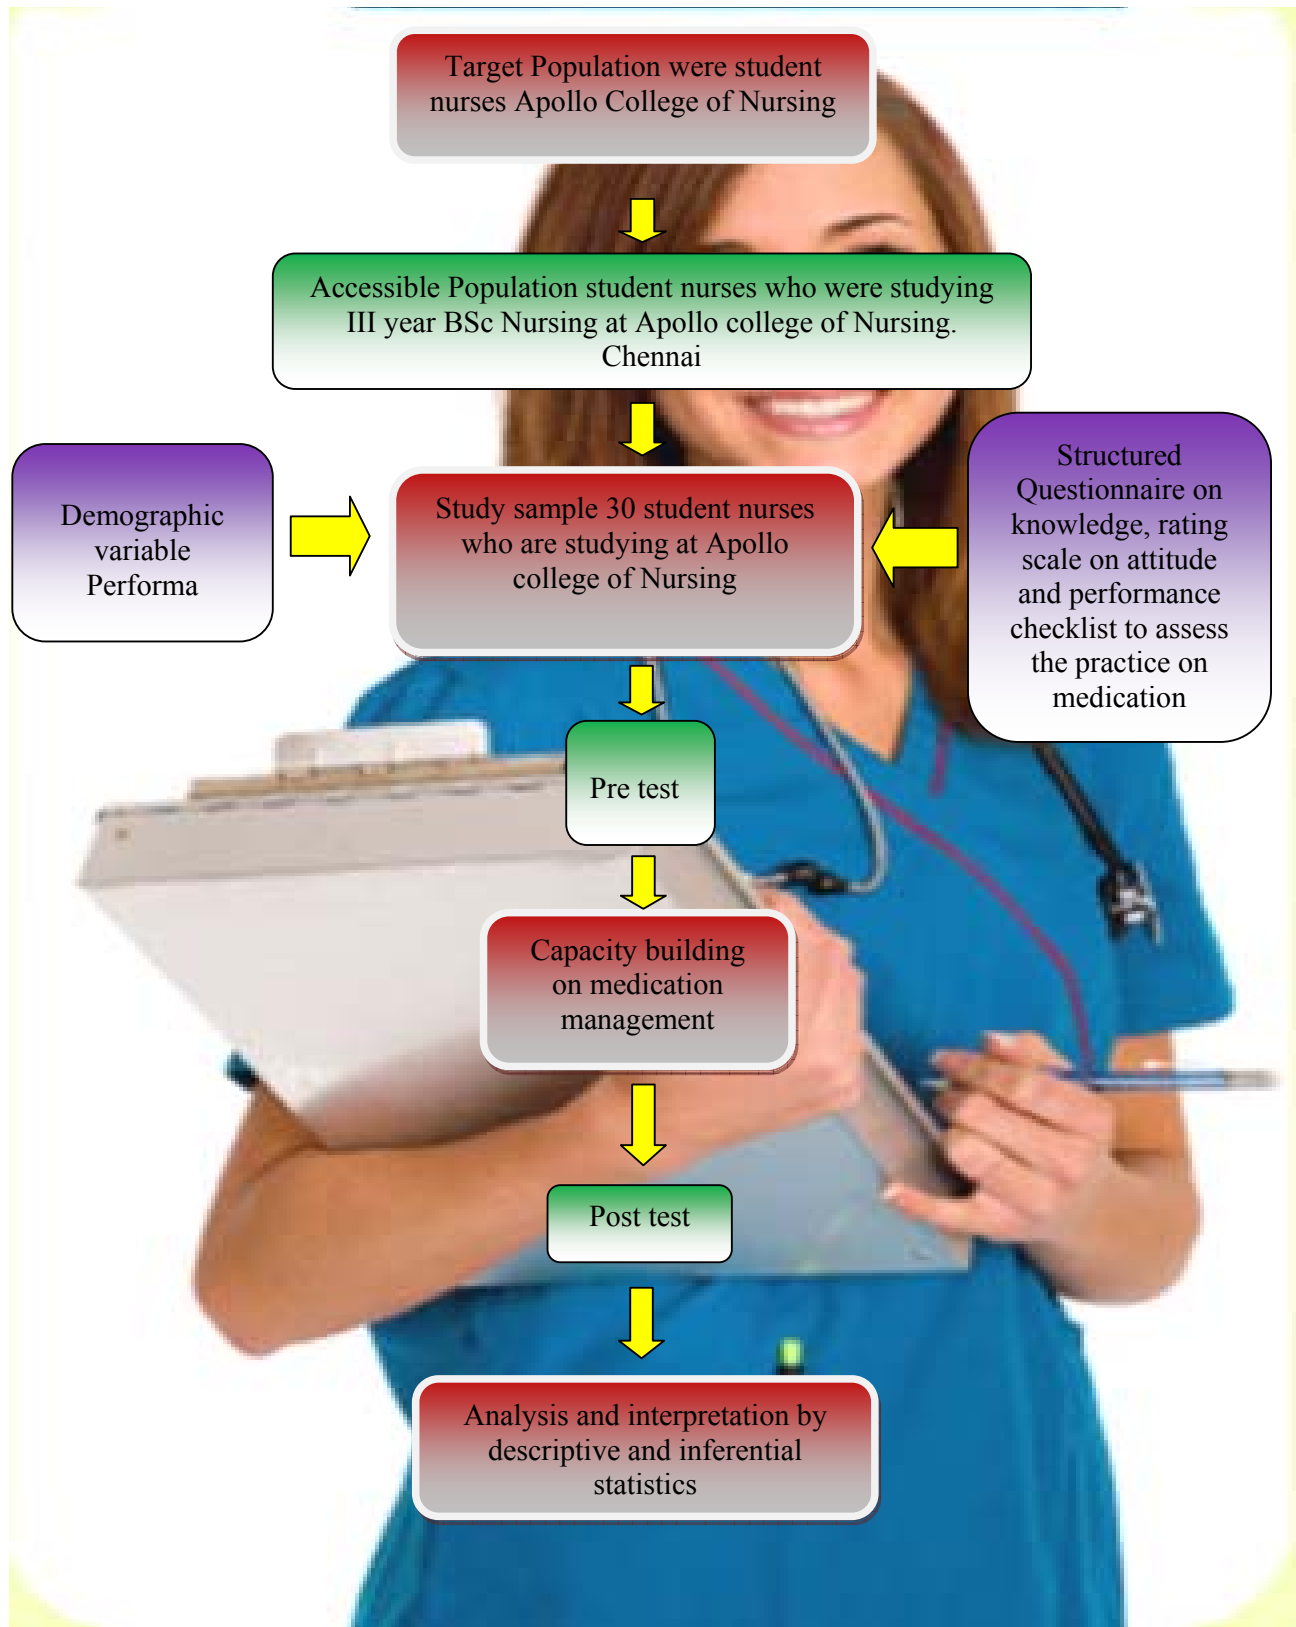 Target Population were student
nurses Apollo College of Nursing
Accessible Population student nurses who were studying
III year BSc Nursing at Apollo college of Nursing.
Chennai
Demographic
variable
Performa
Study sample 30 student nurses
who are studying at Apollo
college of Nursing
Structured
Questionnaire on
knowledge, rating
scale on attitude
and performance
checklist to assess
the practice on
medication
Pre test
Capacity building
on medication
management
Post test
Analysis and interpretation by
descriptive and inferential
statistics